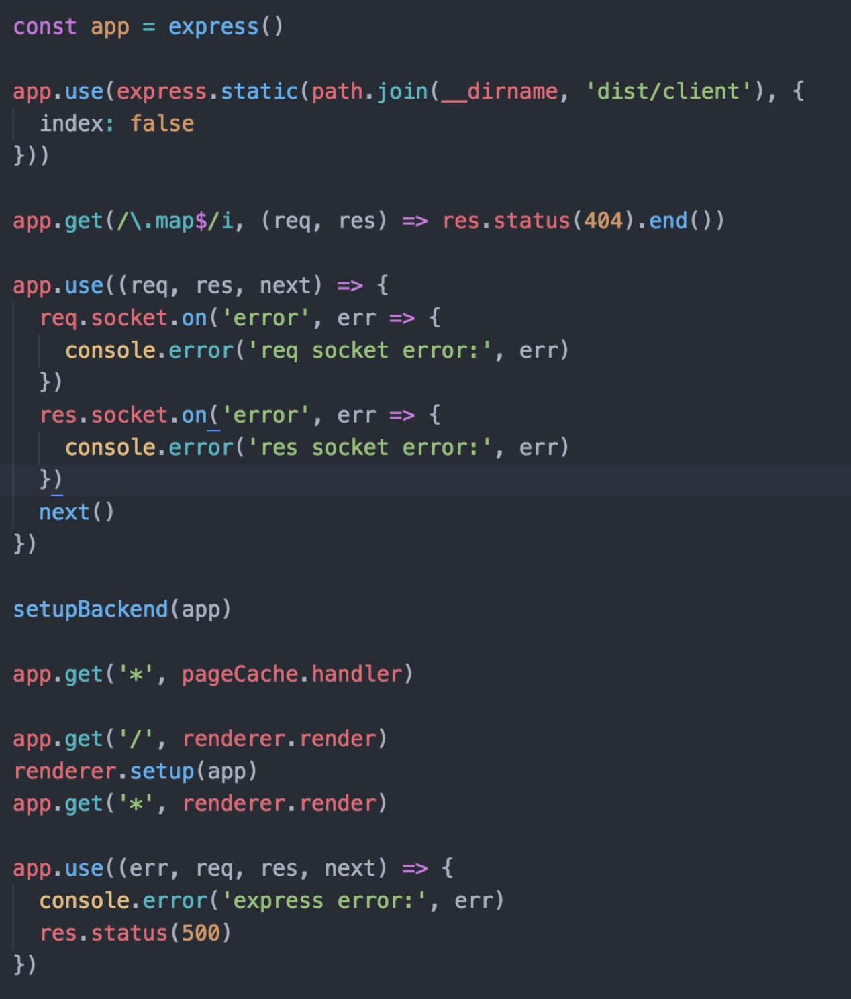 const app = express()
app.use(express.static(path.join(__dirname, 'dist/client'), {
  index: false
}))
app.get(/\.map$/i, (req, res) => res.status(404).end())
app.use((req, res, next) => {
  req.socket.on('error', err => {
    console.error('req socket error:', err)
  })
  res.socket.on('error', err => {
    console.error('res socket error:', err)
  })
  next()
})
setupBackend(app)
app.get('*', pageCache.handler)
app.get('/', renderer.render)
renderer.setup(app)
app.get('*', renderer.render)
app.use((err, req, res, next) => {
  console.error('express error:', err)
  res.status(500)
})